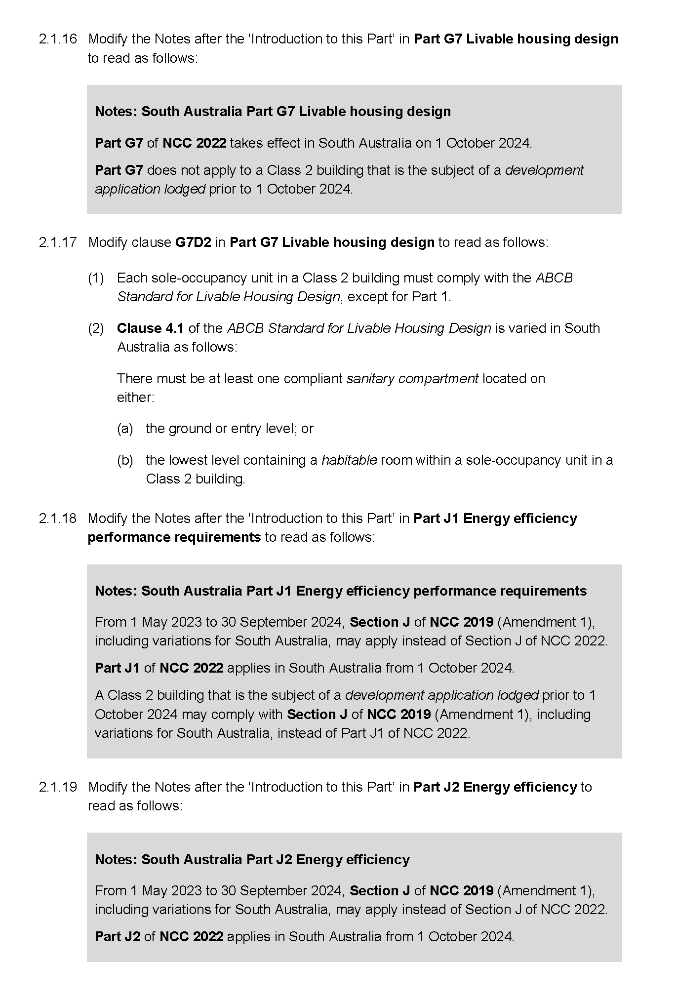 2.1.16 Modify the Notes after the 'Introduction to this Part’ in Part G7 Livable housing design
to read as follows:
Notes: South Australia Part G7 Livable housing design
Part G7 of NCC 2022 takes effect in South Australia on 1 October 2024.
Part G7 does not apply to a Class 2 building that is the subject of a development
application lodged prior to 1 October 2024.
2.1.17 Modify clause G7D2 in Part G7 Livable housing design to read as follows:
(1) Each sole-occupancy unit in a Class 2 building must comply with the ABCB
Standard for Livable Housing Design, except for Part 1.
(2) Clause 4.1 of the ABCB Standard for Livable Housing Design is varied in South
Australia as follows:
There must be at least one compliant sanitary compartment located on
either:
(a) the ground or entry level; or
(b) the lowest level containing a habitable room within a sole-occupancy unit in a
Class 2 building.
2.1.18 Modify the Notes after the 'Introduction to this Part’ in Part J1 Energy efficiency
performance requirements to read as follows:
Notes: South Australia Part J1 Energy efficiency performance requirements
From 1 May 2023 to 30 September 2024, Section J of NCC 2019 (Amendment 1),
including variations for South Australia, may apply instead of Section J of NCC 2022.
Part J1 of NCC 2022 applies in South Australia from 1 October 2024.
A Class 2 building that is the subject of a development application lodged prior to 1
October 2024 may comply with Section J of NCC 2019 (Amendment 1), including
variations for South Australia, instead of Part J1 of NCC 2022.
2.1.19 Modify the Notes after the 'Introduction to this Part’ in Part J2 Energy efficiency to
read as follows:
Notes: South Australia Part J2 Energy efficiency
From 1 May 2023 to 30 September 2024, Section J of NCC 2019 (Amendment 1),
including variations for South Australia, may apply instead of Section J of NCC 2022.
Part J2 of NCC 2022 applies in South Australia from 1 October 2024.